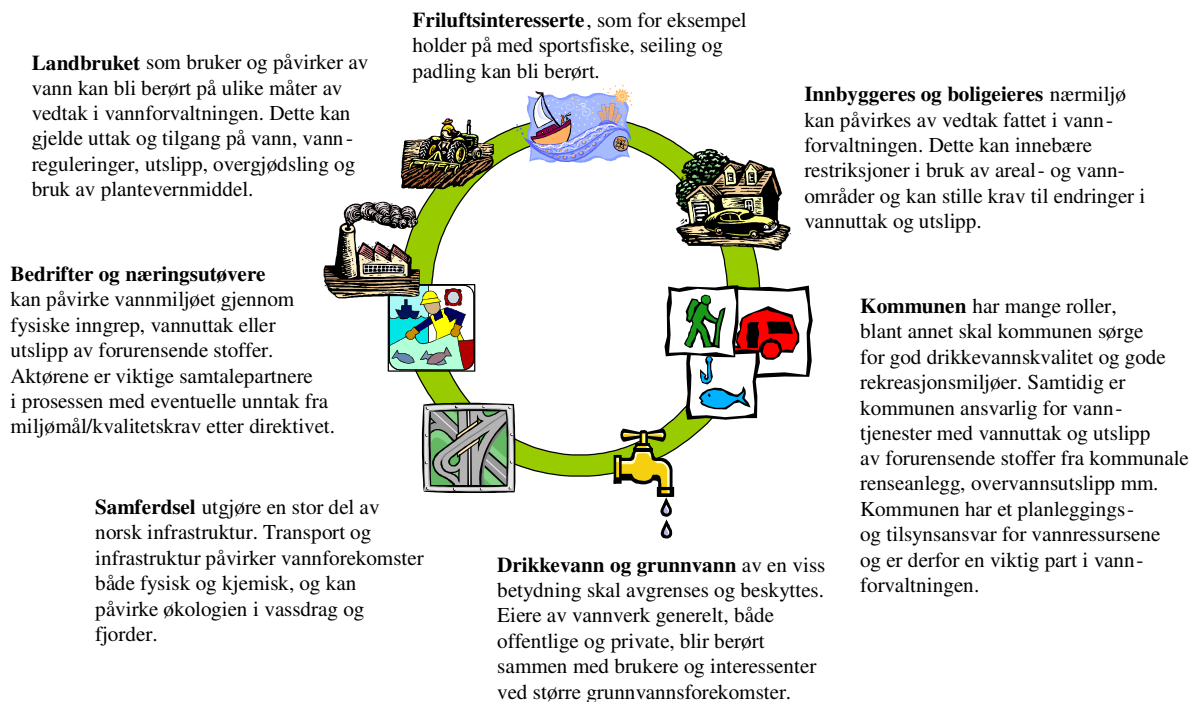 Friluftsinteresserte, som for eksempel
holder på med sportsfiske, seiling og
padling kan bli berørt.
Landbruket som bruker og påvirker av
vann kan bli berørt på ulike måter av
vedtak i vannforvaltningen. Dette kan
gjelde uttak og tilgang på vann, vann-
reguleringer, utslipp, overgjødsling og
bruk av plantevernmiddel.
Innbyggeres og boligeieres nærmiljø
kan påvirkes av vedtak fattet i vann-
forvaltningen. Dette kan innebære
restriksjoner i bruk av areal- og vann-
områder og kan stille krav til endringer i
vannuttak og utslipp.
Bedrifter og næringsutøvere
kan påvirke vannmiljøet gjennom
fysiske inngrep, vannuttak eller
utslipp av forurensende stoffer.
Aktørene er viktige samtalepartnere
i prosessen med eventuelle unntak fra
miljømål/kvalitetskrav etter direktivet.
Kommunen har mange roller,
blant annet skal kommunen sørge
for god drikkevannskvalitet og gode
rekreasjonsmiljøer. Samtidig er
kommunen ansvarlig for vann-
tjenester med vannuttak og utslipp
av forurensende stoffer fra kommunale
renseanlegg, overvannsutslipp mm.
Kommunen har et planleggings-
og tilsynsansvar for vannressursene
og er derfor en viktig part i vann-
forvaltningen.
Samferdsel utgjøre en stor del av
norsk infrastruktur. Transport og
infrastruktur påvirker vannforekomster
både fysisk og kjemisk, og kan
påvirke økologien i vassdrag og
fjorder.
Drikkevann og grunnvann av en viss
betydning skal avgrenses og beskyttes.
Eiere av vannverk generelt, både
offentlige og private, blir berørt
sammen med brukere og interessenter
ved større grunnvannsforekomster.